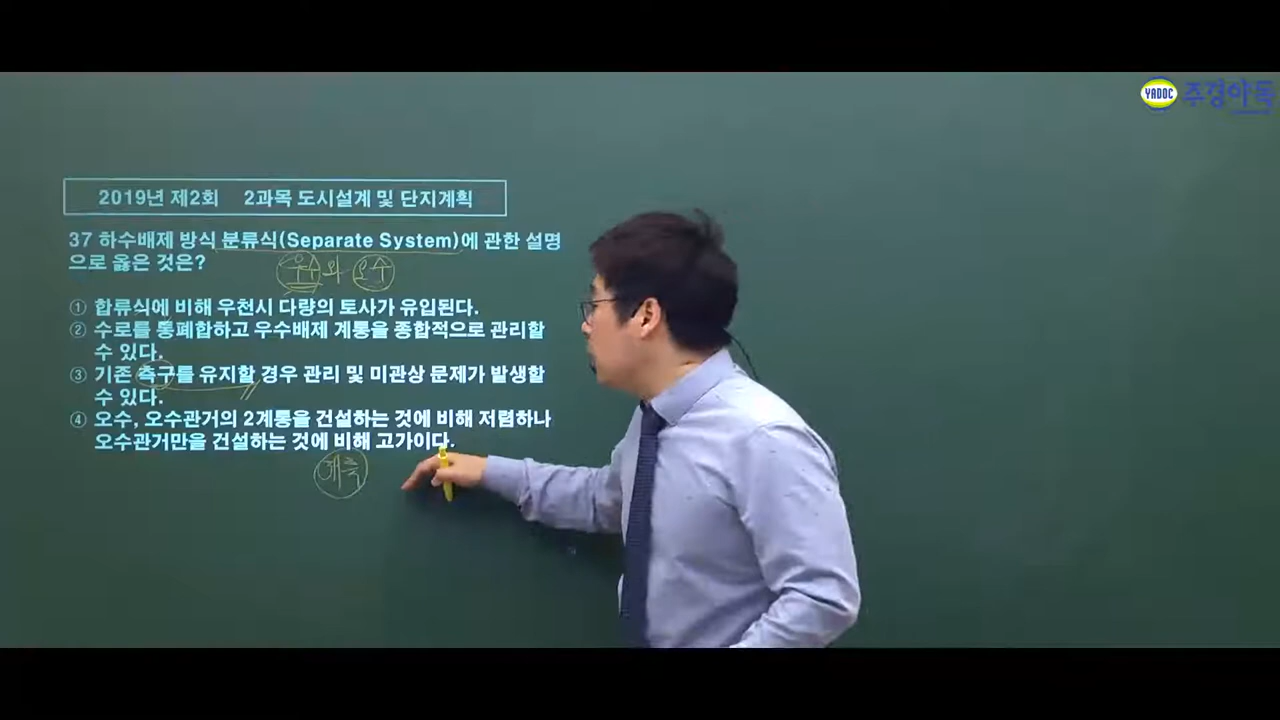 YADOC 주경야독
2019년 제2회 2과목 도시설계 및 단지계획
37 하수배제 방식 분류식(Separate System)에 관한 설명
으로 옳은 것은?
우수와 오수
① 합류식에 비해 우천시 다량의 토사가 유입된다.
② 수로를 통폐합하고 우수배제 계통을 종합적으로 관리할
수 있다.
③ 기존 측구를 유지할 경우 관리 및 미관상 문제가 발생할
수 있다.
④ 오수, 오수관거의 2계통을 건설하는 것에 비해 저렴하나
오수관거만을 건설하는 것에 비해 고가이다.